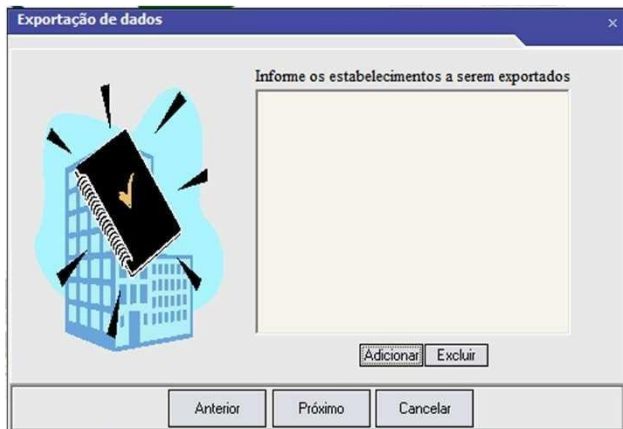 Exportação de dados
Informe os estabelecimentos a serem exportados
Adicionar Excluir
Anterior Próximo Cancelar